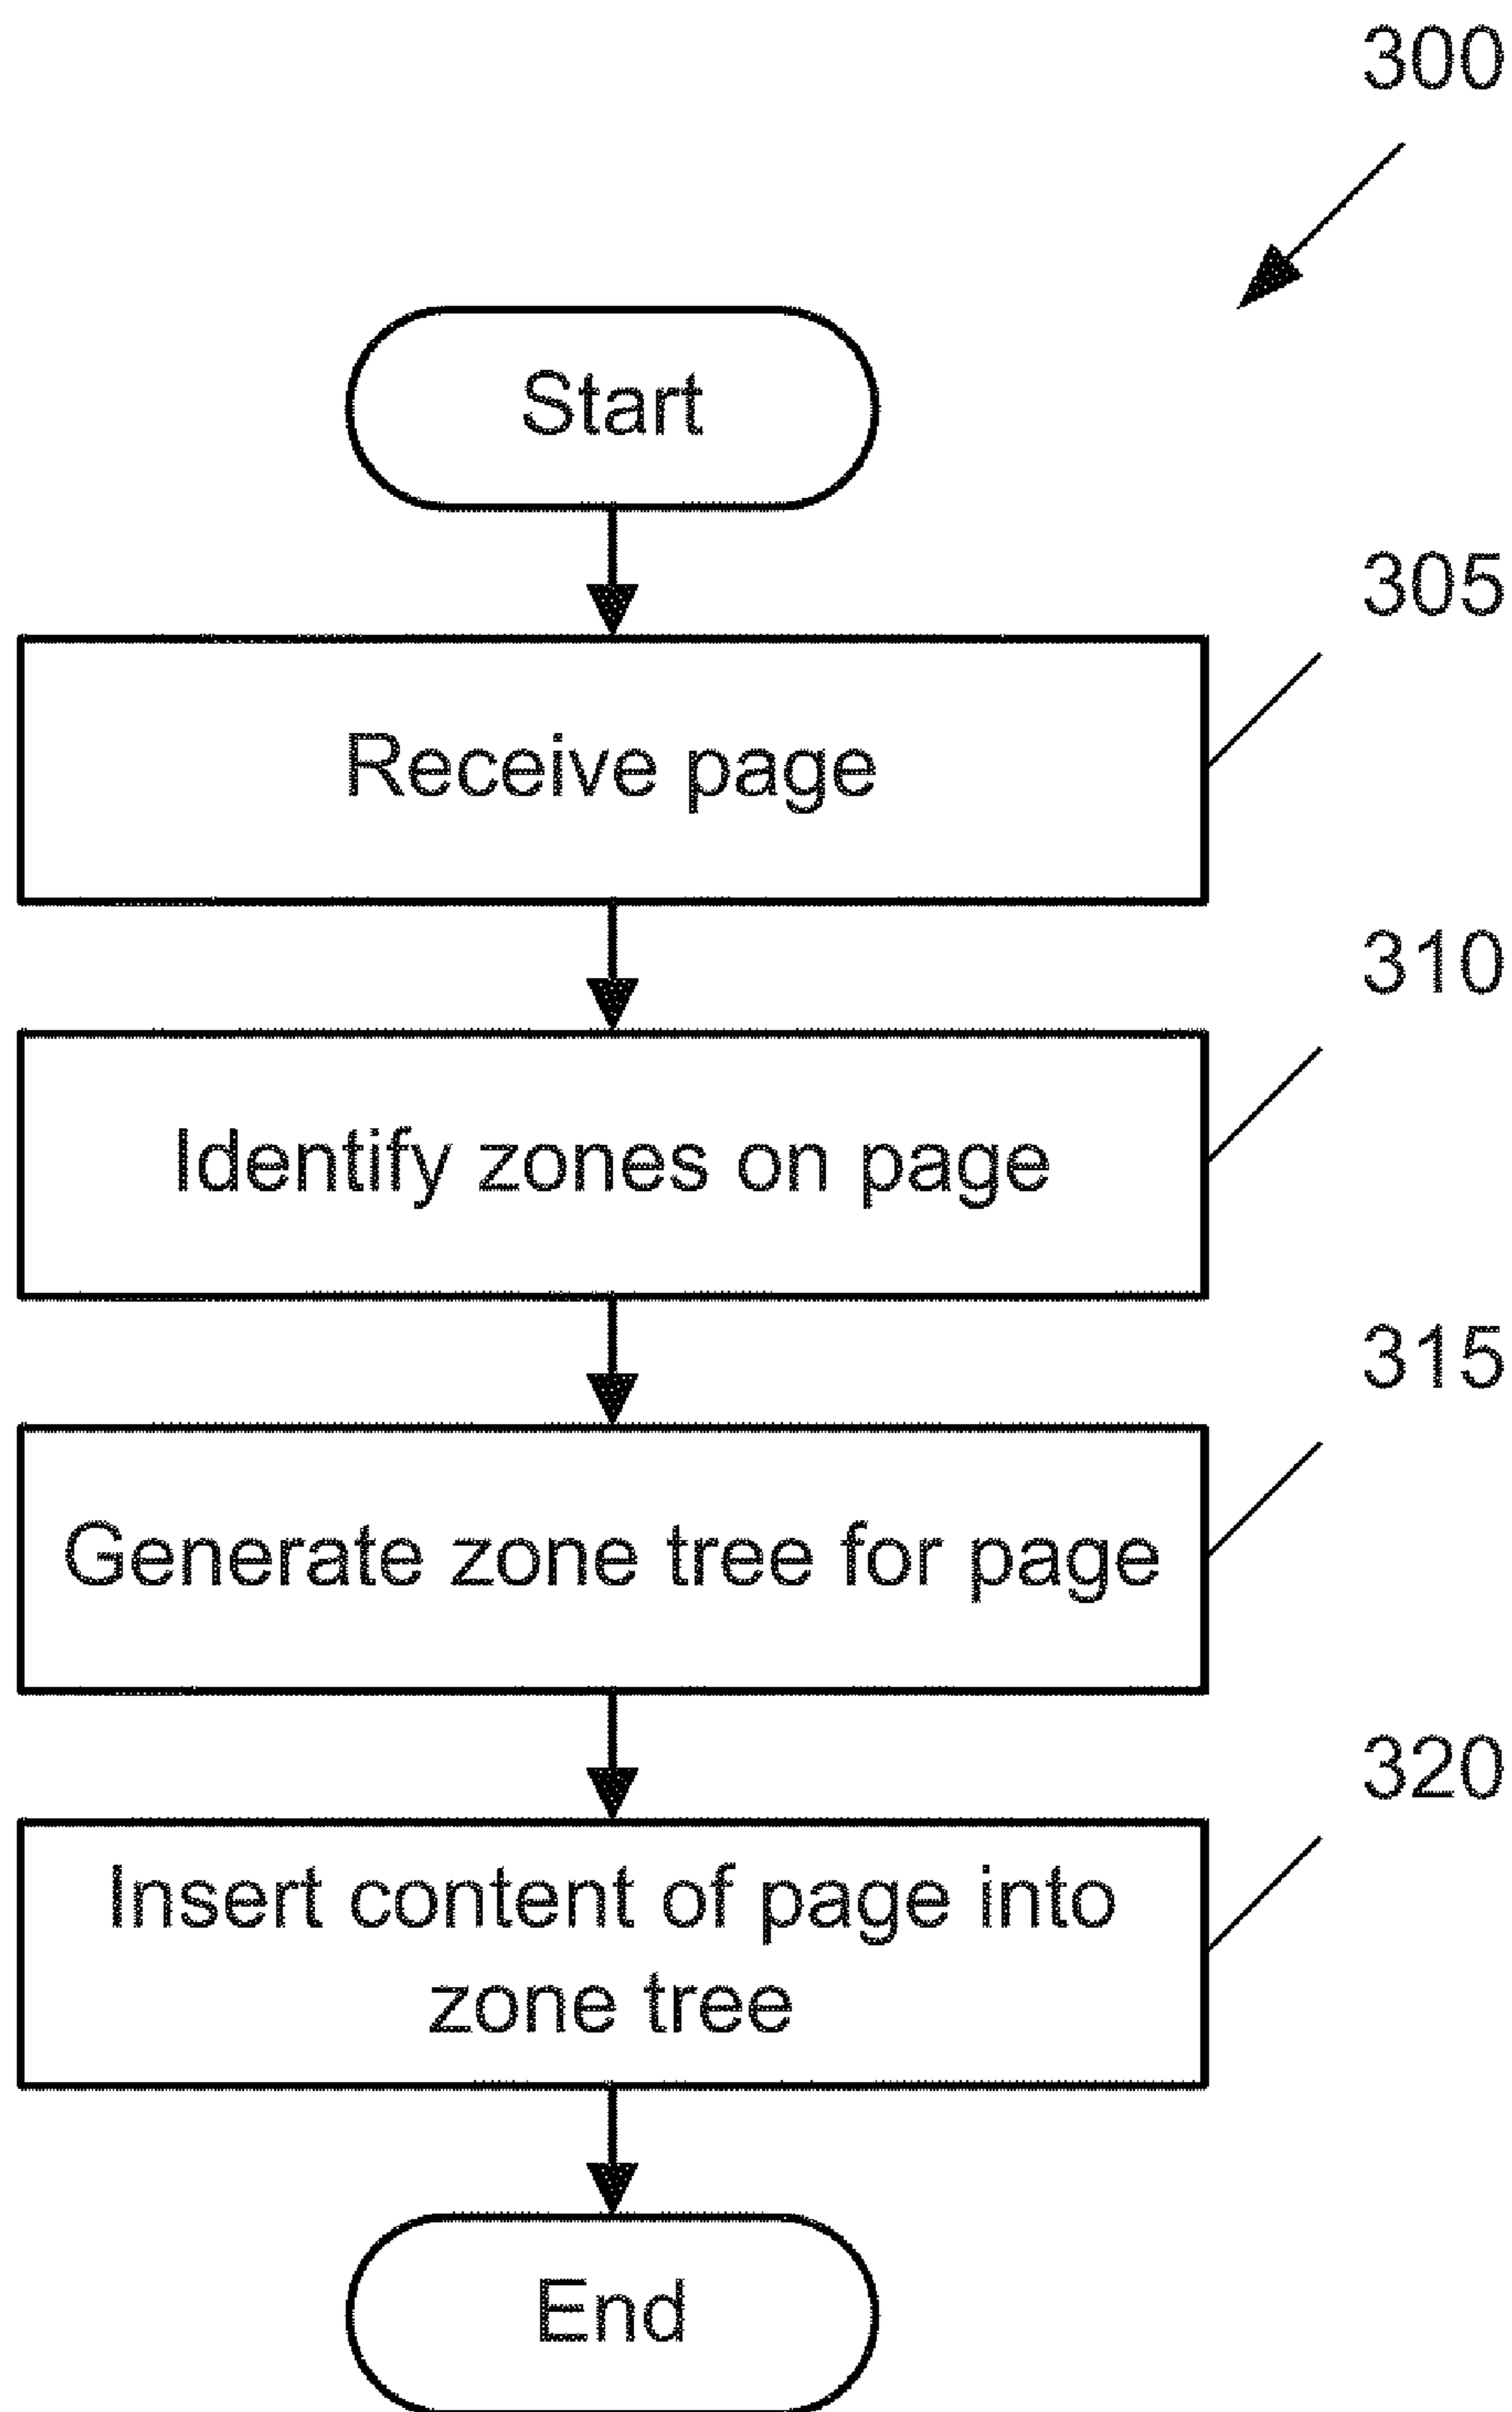 300
Start
305
Receive page
310
Identify zones on page
315
Generate zone tree for page
320
Insert content of page into
zone tree
End